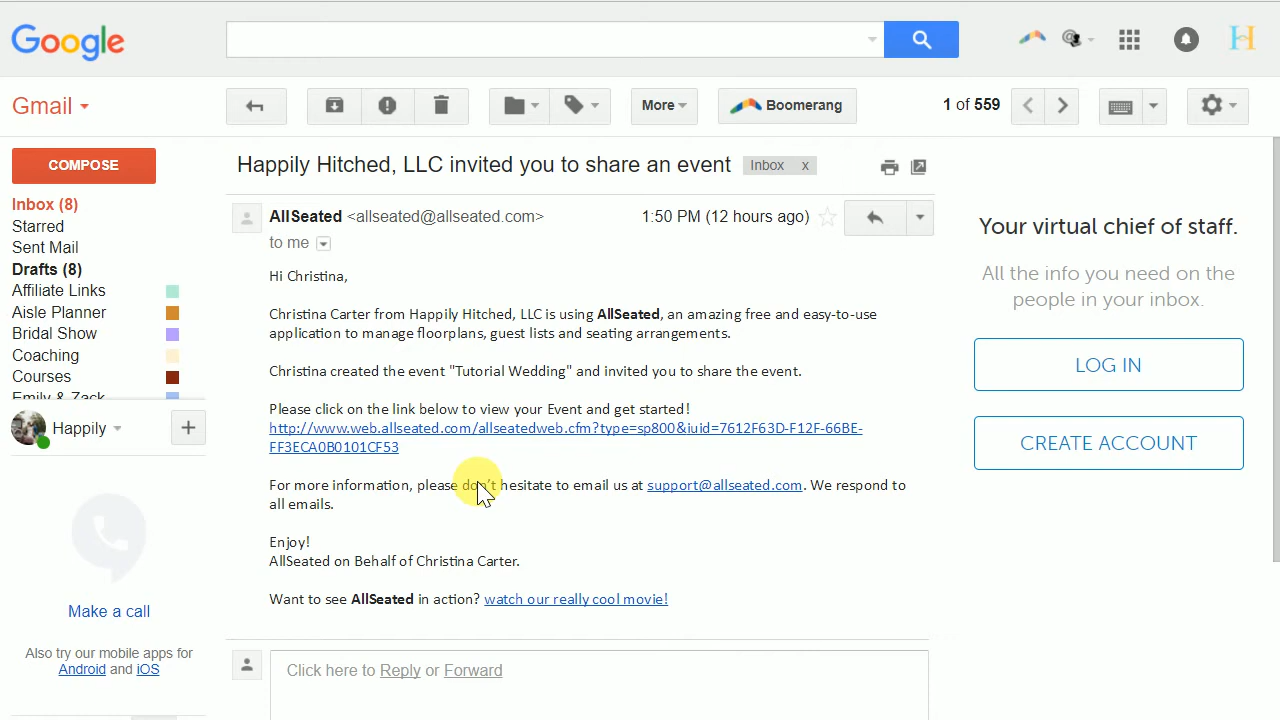 Google
Gmail
More
Boomerang
1 of 559
COMPOSE
Happily Hitched, LLC invited you to share an event
Inbox x
Inbox (8)
Starred
Sent Mail
Drafts (8)
Affiliate Links
Aisle Planner
Bridal Show
Coaching
Courses
Emily & Zack
Happily
Make a call
Also try our mobile apps for
Android and iOS
AllSeated <allseated@allseated.com>
1:50 PM (12 hours ago)
to me
Hi Christina,
Christina Carter from Happily Hitched, LLC is using AllSeated, an amazing free and easy-to-use
application to manage floorplans, guest lists and seating arrangements.
Christina created the event "Tutorial Wedding" and invited you to share the event.
Please click on the link below to view your Event and get started!
http://www.web.allseated.com/allseatedweb.cfm?type=sp800&iuid=7612F63D-F12F-66BE-
FF3ECA0B0101CF53
For more information, please don't hesitate to email us at support@allseated.com. We respond to
all emails.
Enjoy!
AllSeated on Behalf of Christina Carter.
Want to see AllSeated in action? watch our really cool movie!
Click here to Reply or Forward
Your virtual chief of staff.
All the info you need on the
people in your inbox.
LOG IN
CREATE ACCOUNT